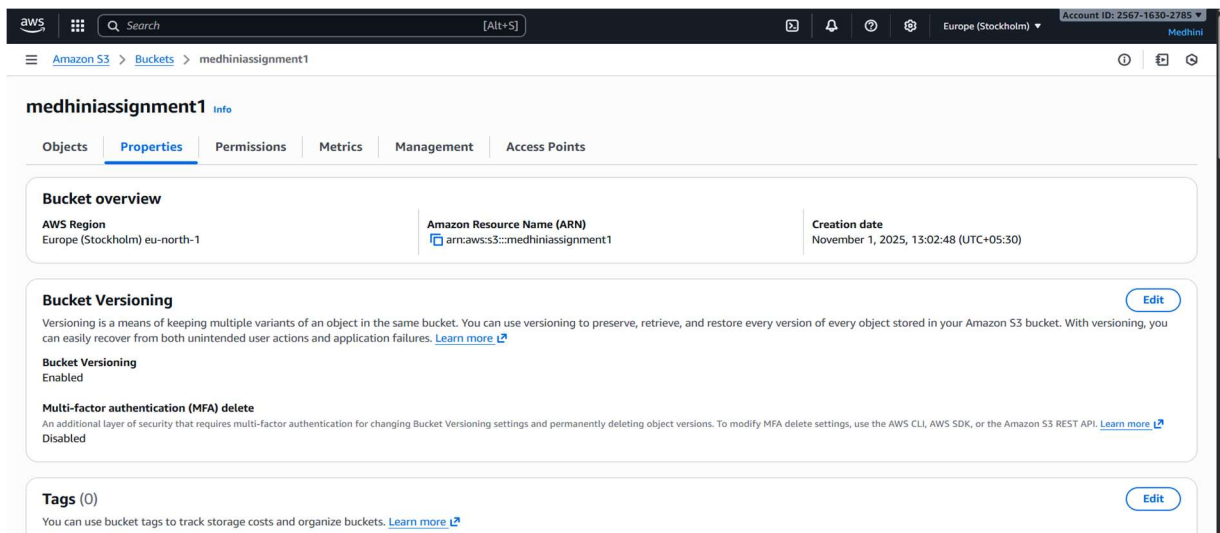 aws
Search [Alt+S]
Europe (Stockholm) ▼
Account ID: 2567-1630-2785 ▼
Medhini
Amazon S3 > Buckets > medhiniassignment1
medhiniassignment1 Info
Objects Properties Permissions Metrics Management Access Points
Bucket overview
AWS Region
Europe (Stockholm) eu-north-1
Amazon Resource Name (ARN)
arn:aws:s3:::medhiniassignment1
Creation date
November 1, 2025, 13:02:48 (UTC+05:30)
Bucket Versioning
Edit
Versioning is a means of keeping multiple variants of an object in the same bucket. You can use versioning to preserve, retrieve, and restore every version of every object stored in your Amazon S3 bucket. With versioning, you
can easily recover from both unintended user actions and application failures. Learn more
Bucket Versioning
Enabled
Multi-factor authentication (MFA) delete
An additional layer of security that requires multi-factor authentication for changing Bucket Versioning settings and permanently deleting object versions. To modify MFA delete settings, use the AWS CLI, AWS SDK, or the Amazon S3 REST API. Learn more
Disabled
Tags (0)
Edit
You can use bucket tags to track storage costs and organize buckets. Learn more